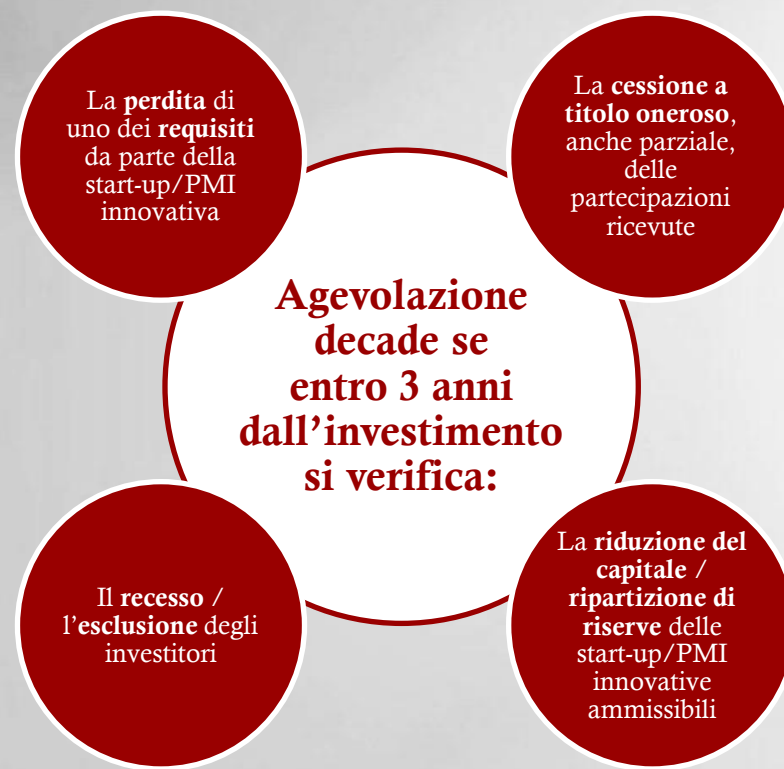 La perdita di
uno dei requisiti
da parte della
start-up/PMI
innovativa
La cessione a
titolo oneroso,
anche parziale,
delle
partecipazioni
ricevute
Agevolazione
decade se
entro 3 anni
dall’investimento
si verifica:
Il recesso /
l’esclusione degli
investitori
La riduzione del
capitale /
ripartizione di
riserve delle
start-up/PMI
innovative
ammissibili